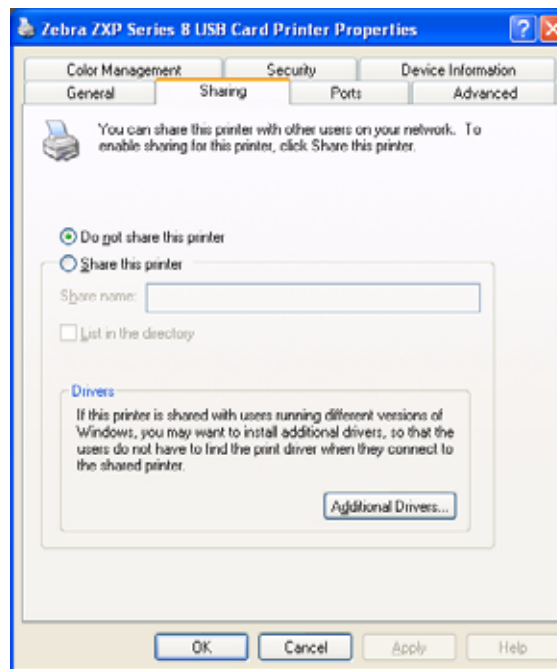 Zebra ZXP Series 8 USB Card Printer Properties
Color Management Security Device Information
General Sharing Ports Advanced
You can share this printer with other users on your network. To
enable sharing for this printer, click Share this printer.
Do not share this printer
Share this printer
Share name:
List in the directory
Drivers
If this printer is shared with users running different versions of
Windows, you may want to install additional drivers, so that the
users do not have to find the print driver when they connect to
the shared printer.
Additional Drivers...
OK Cancel Apply Help